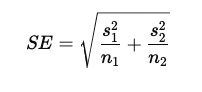 SE = √(s₁²/n₁ + s₂²/n₂)